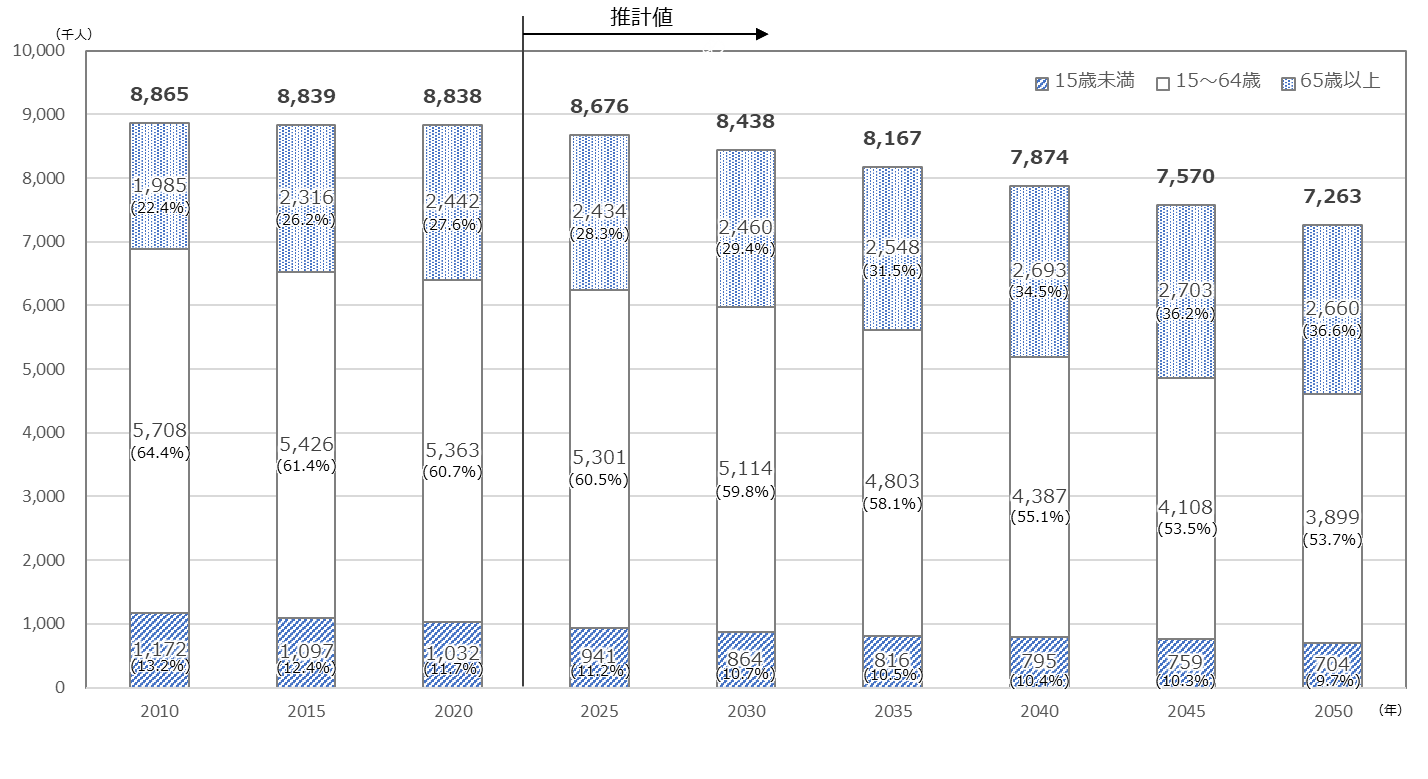 推計値
(千人)
10,000
9,000
8,000
7,000
6,000
5,000
4,000
3,000
2,000
1,000
0
15歳未満 15～64歳 65歳以上
8,865 8,839 8,838 8,676 8,438 8,167 7,874 7,570 7,263
1,985 2,316 2,442 2,434 2,460 2,548 2,693 2,703 2,660
(22.4%) (26.2%) (27.6%) (28.3%) (29.4%) (31.5%) (34.5%) (36.2%) (36.6%)
5,708 5,426 5,363 5,301 5,114 4,803 4,387 4,108 3,899
(64.4%) (61.4%) (60.7%) (60.5%) (59.8%) (58.1%) (55.1%) (53.5%) (53.7%)
1,172 1,097 1,032 941 864 816 795 759 704
(13.2%) (12.4%) (11.7%) (11.2%) (10.7%) (10.5% (10.4%) (10.3%) ( 9.7%)
2010 2015 2020 2025 2030 2035 2040 2045 2050 (年)